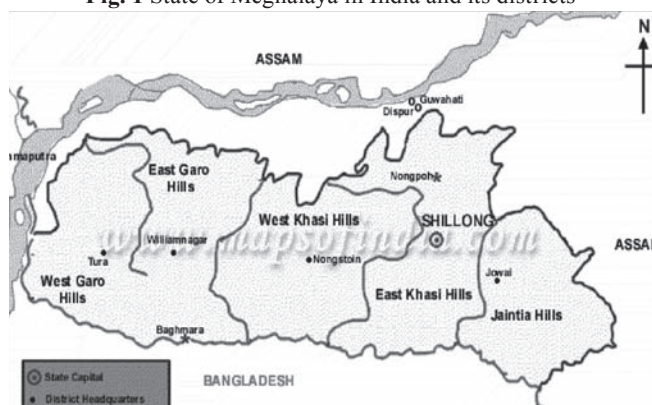 Fig. 1 State of Meghalaya in India and its districts
N
ASSAM
Guwahati
Dispur
maputra
East Garo
Hills
Nongpoh
West Khasi Hills
SHILLONG
Williamnagar
www.mapsofindia.com
ASSA
Tura
Nongstoin
Jowai
West Garo
Hills
East Khasi Hills
Jaintia Hills
Baghmara
State Capital
BANGLADESH
District Headquarters